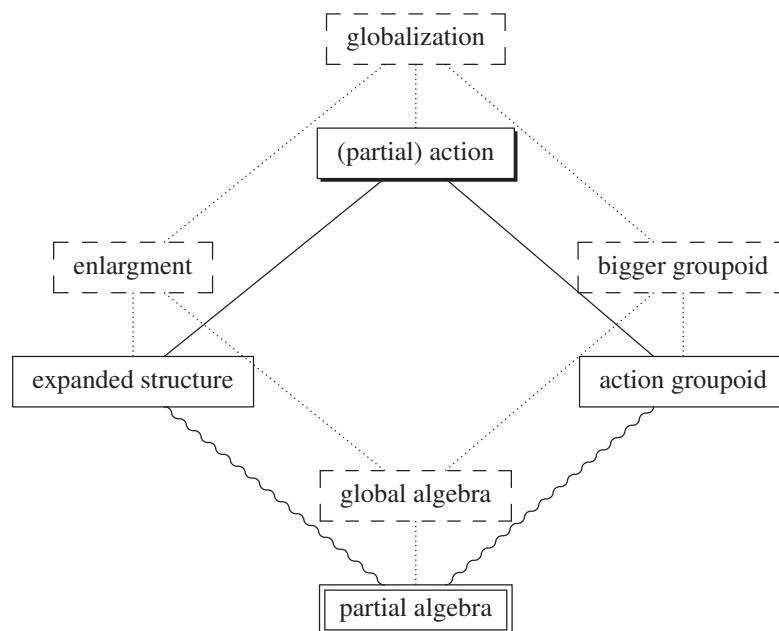 globalization
(partial) action
enlargment
bigger groupoid
expanded structure
action groupoid
global algebra
partial algebra